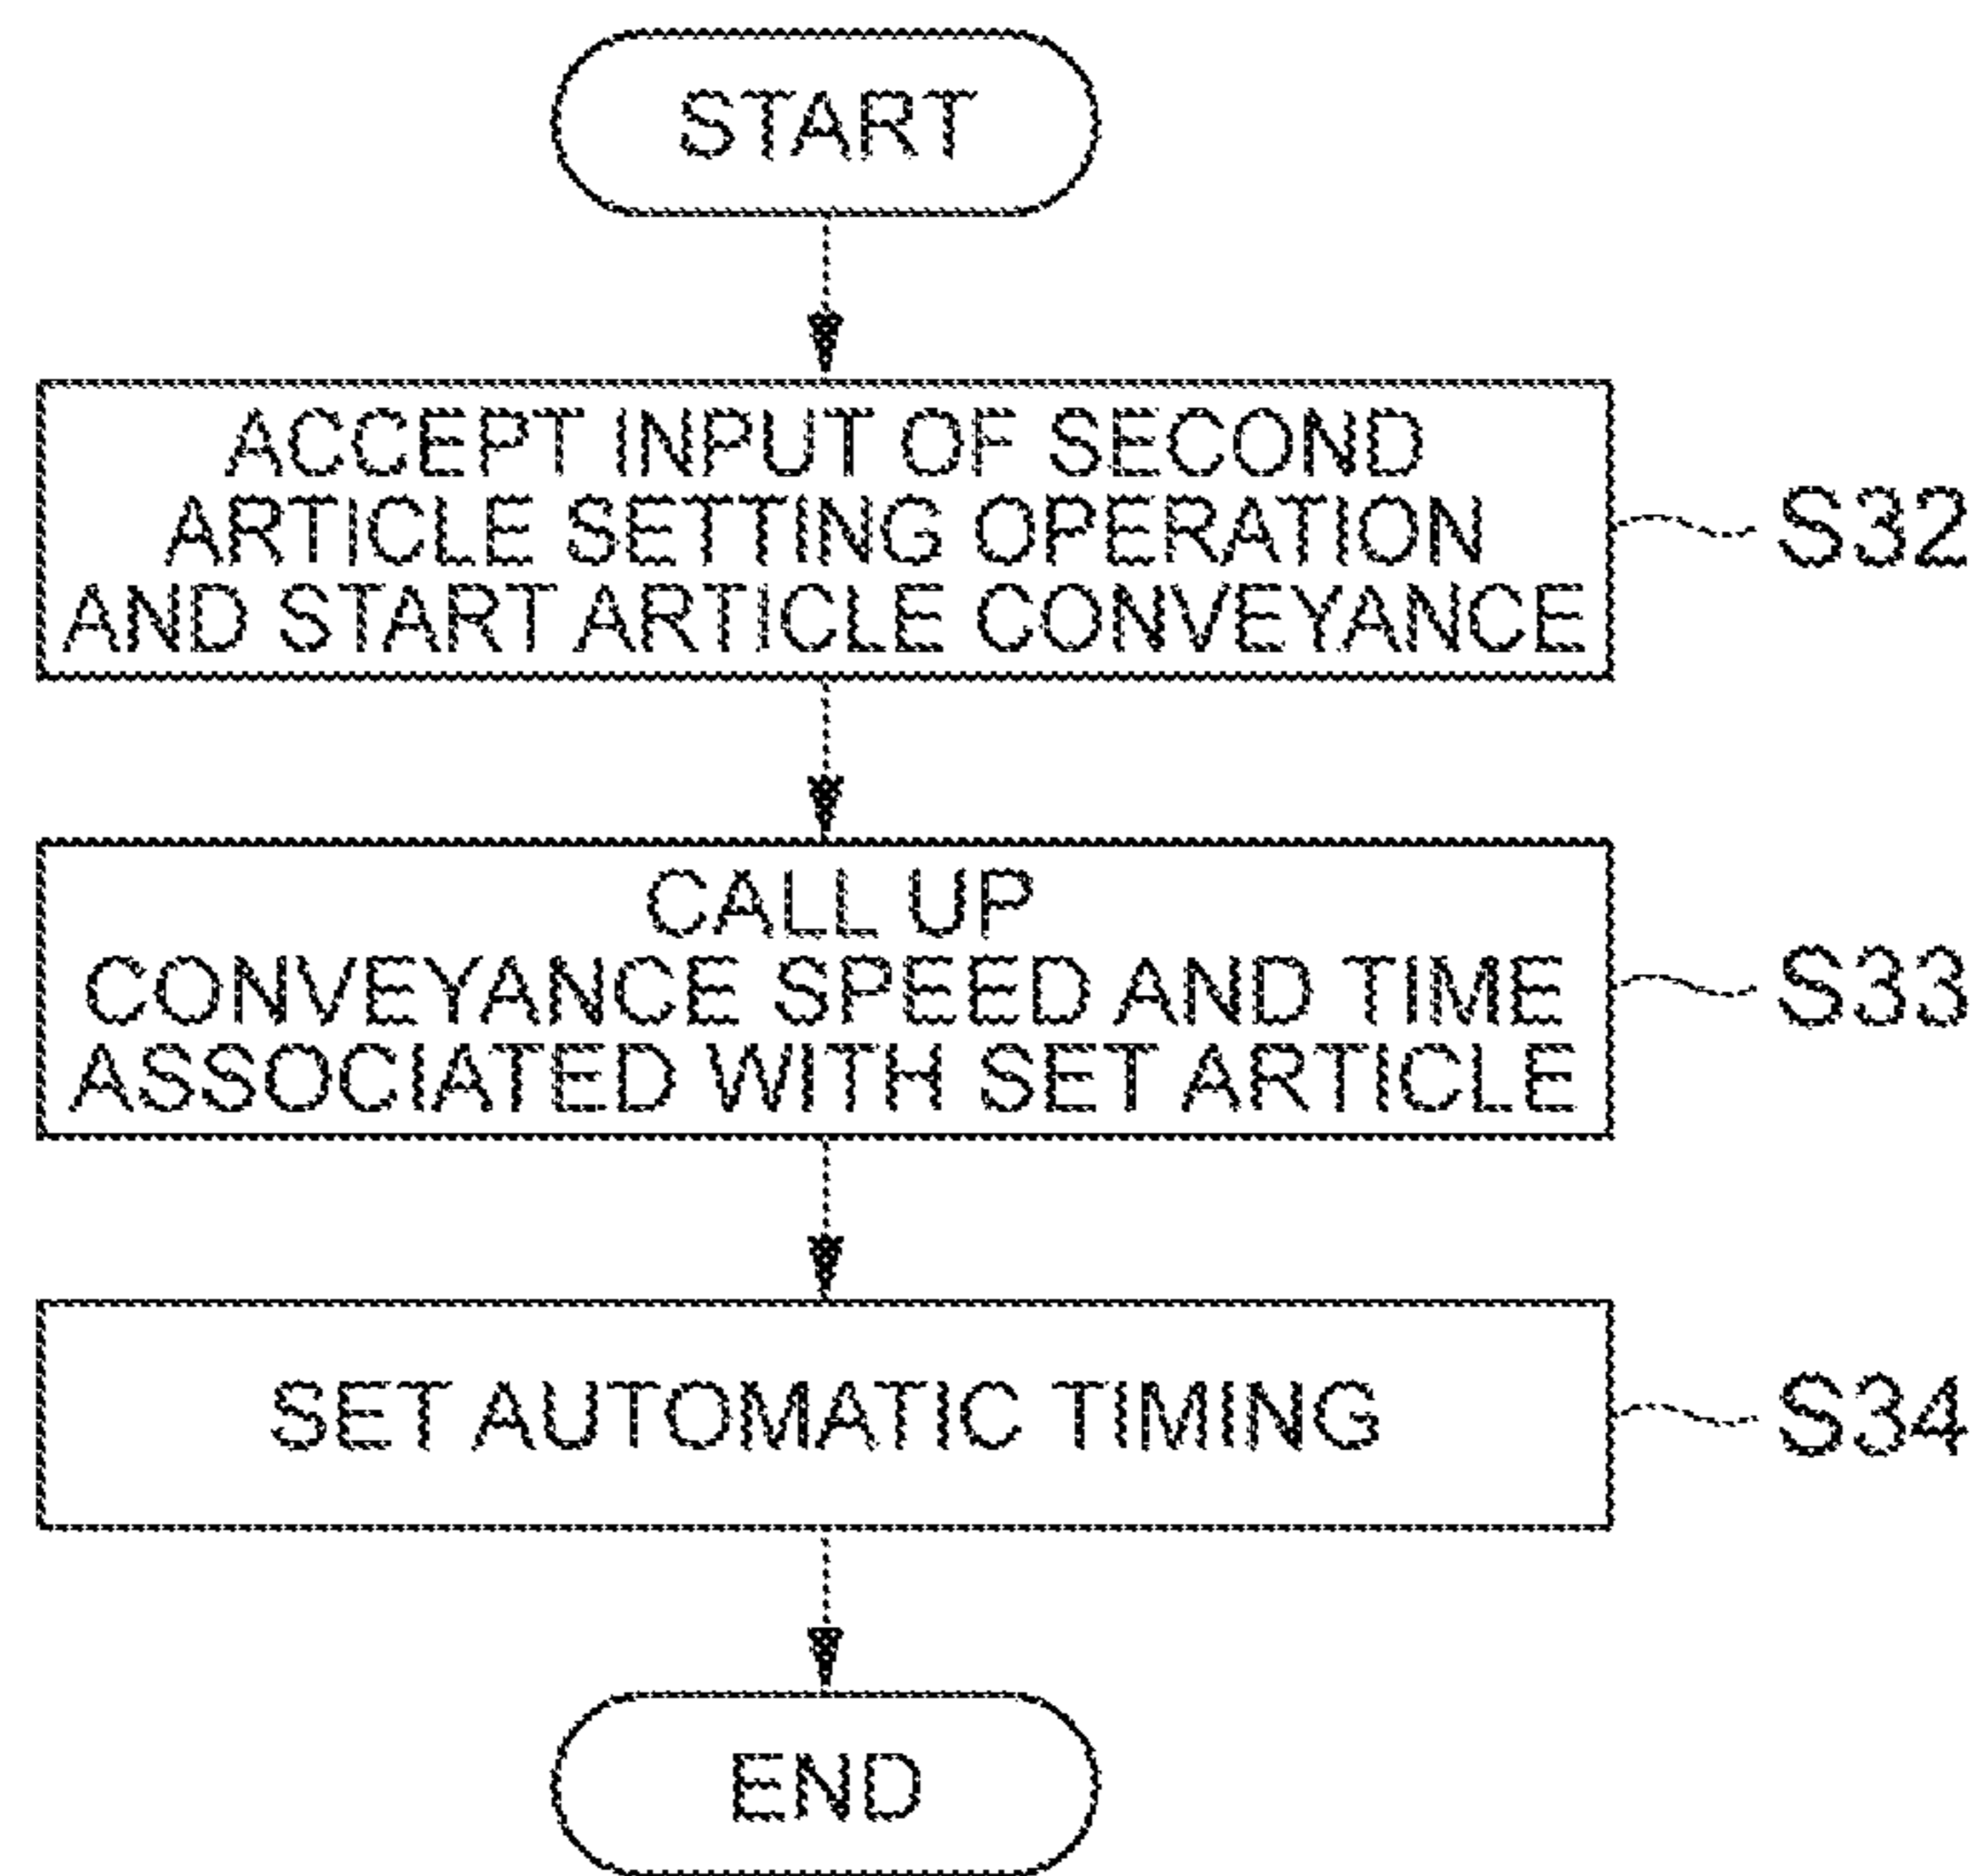 START
ACCEPT INPUT OF SECOND
ARTICLE SETTING OPERATION
AND START ARTICLE CONVEYANCE
S32
CALL UP
CONVEYANCE SPEED AND TIME
ASSOCIATED WITH SET ARTICLE
S33
SET AUTOMATIC TIMING
S34
END